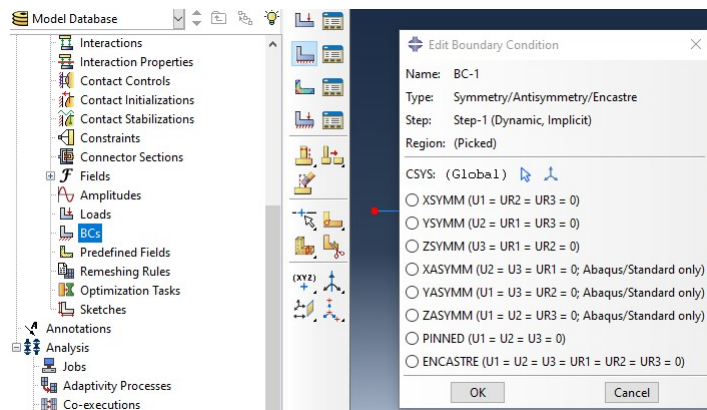 Model Database
Interactions
Interaction Properties
Contact Controls
Contact Initializations
Contact Stabilizations
Constraints
Connector Sections
Fields
Amplitudes
Loads
BCs
Predefined Fields
Remeshing Rules
Optimization Tasks
Sketches
Annotations
Analysis
Jobs
Adaptivity Processes
Co-executions
(XYZ)
Edit Boundary Condition
Name: BC-1
Type: Symmetry/Antisymmetry/Encastre
Step: Step-1 (Dynamic, Implicit)
Region: (Picked)
CSYS: (Global)
XSYMM (U1 = UR2 = UR3 = 0)
YSYMM (U2 = UR1 = UR3 = 0)
ZSYMM (U3 = UR1 = UR2 = 0)
XASYMM (U2 = U3 = UR1 = 0; Abaqus/Standard only)
YASYMM (U1 = U3 = UR2 = 0; Abaqus/Standard only)
ZASYMM (U1 = U2 = UR3 = 0; Abaqus/Standard only)
PINNED (U1 = U2 = U3 = 0)
ENCASTRE (U1 = U2 = U3 = UR1 = UR2 = UR3 = 0)
OK
Cancel